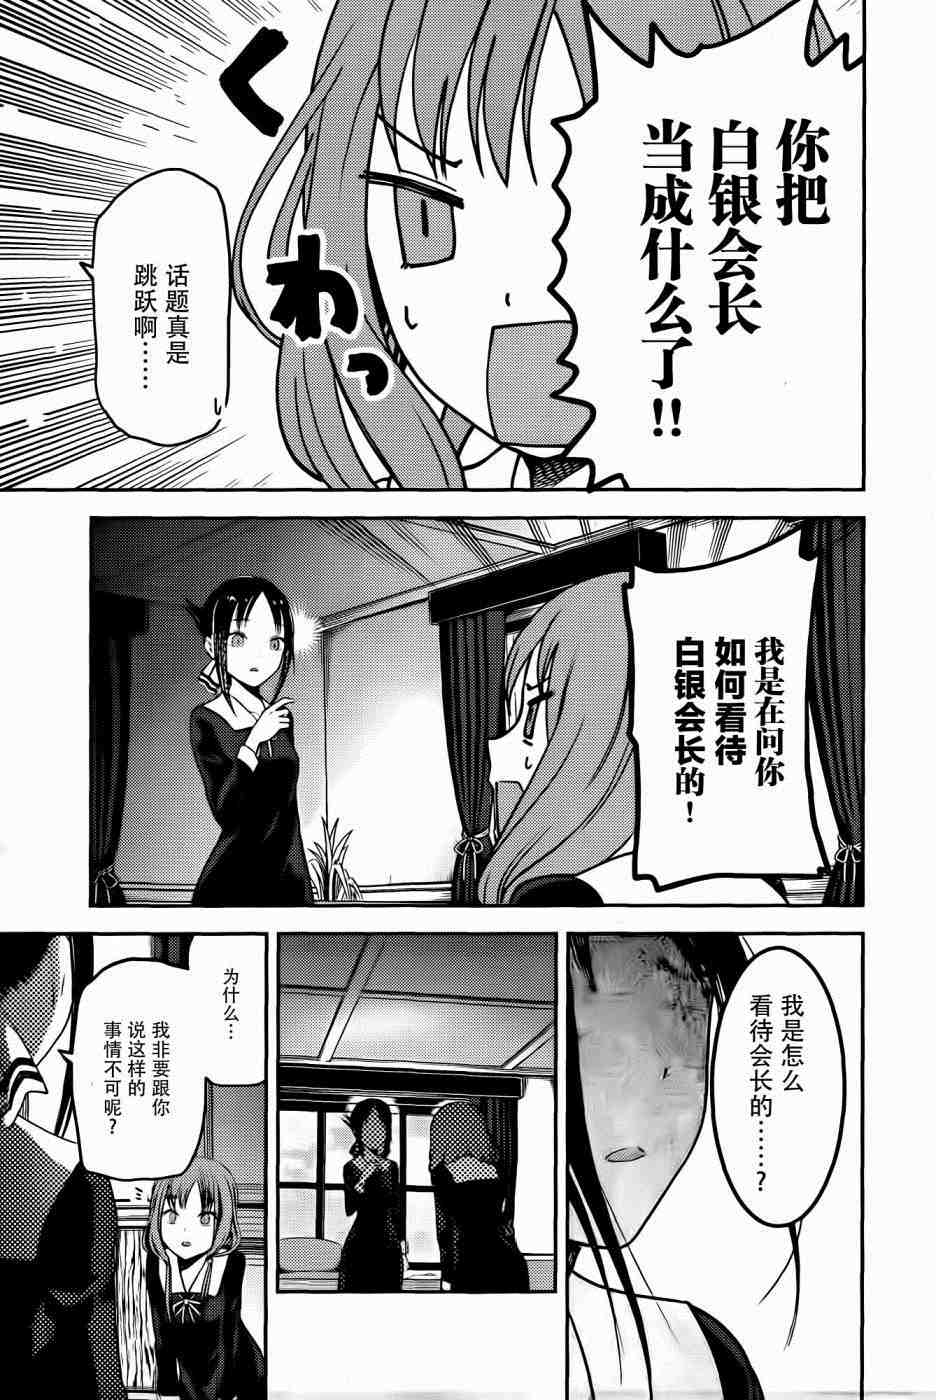 你把
白银会长
当成什么了!!
くわっ
话题真是
跳跃啊……
我是在问你
如何看待
白银会长的!
我是怎么
看待会长的……?
为什么…
我非要跟你
说这样的
事情不可呢?